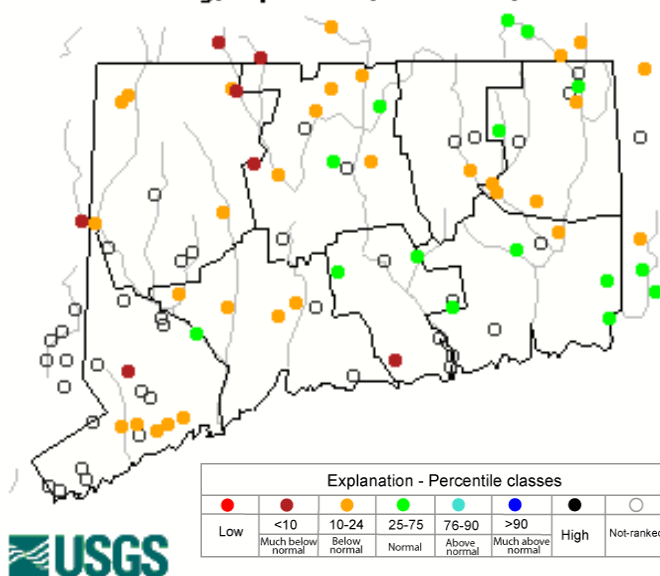 Explanation - Percentile classes
Low
<10
10-24
25-75
76-90
>90
High
Not-ranked
Much below normal
Below normal
Normal
Above normal
Much above normal
USGS